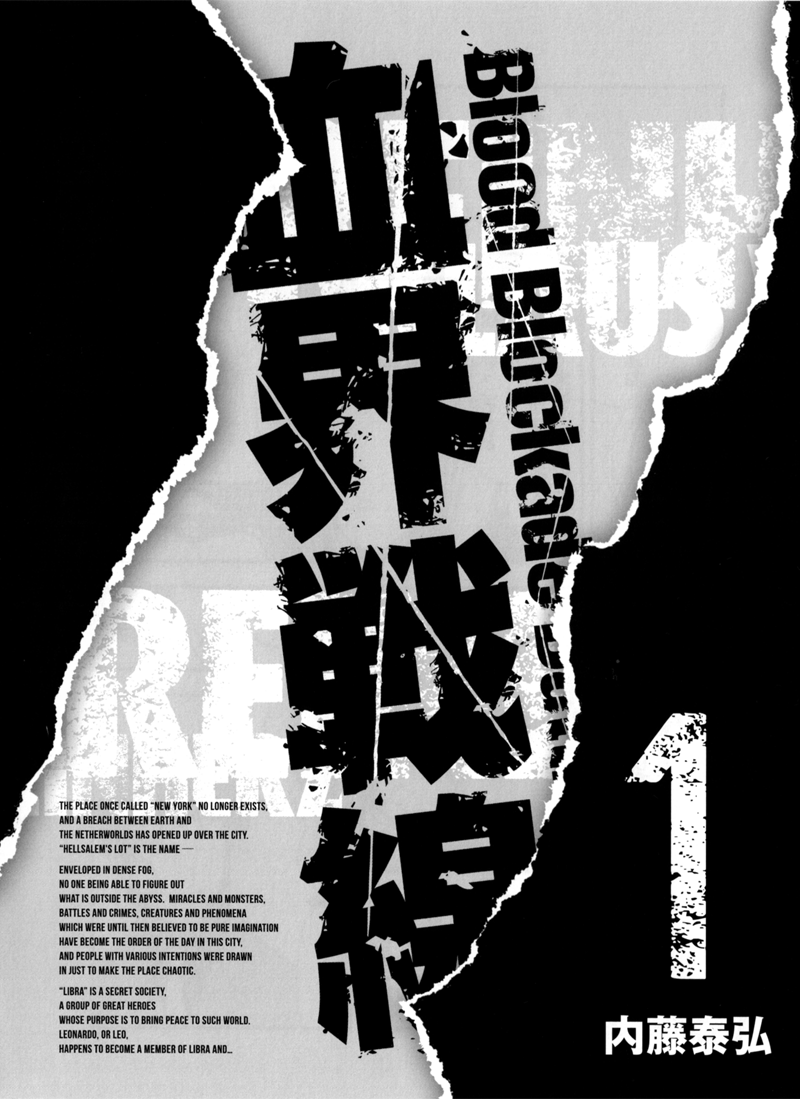 血界戦線
Blood Blockade
THE PLACE ONCE CALLED “NEW YORK” NO LONGER EXISTS,
AND A BREACH BETWEEN EARTH AND
THE NETHERWORLDS HAS OPENED UP OVER THE CITY.
“HELLSALEM’S LOT” IS THE NAME —
ENVELOPED IN DENSE FOG,
NO ONE BEING ABLE TO FIGURE OUT
WHAT IS OUTSIDE THE ABYSS. MIRACLES AND MONSTERS,
BATTLES AND CRIMES, CREATURES AND PHENOMENA
WHICH WERE UNTIL THEN BELIEVED TO BE PURE IMAGINATION
HAVE BECOME THE ORDER OF THE DAY IN THIS CITY,
AND PEOPLE WITH VARIOUS INTENTIONS WERE DRAWN
IN JUST TO MAKE THE PLACE CHAOTIC.
“LIBRA” IS A SECRET SOCIETY,
A GROUP OF GREAT HEROES
WHOSE PURPOSE IS TO BRING PEACE TO SUCH WORLD.
LEONARDO, OR LEO,
HAPPENS TO BECOME A MEMBER OF LIBRA AND...
1
内藤泰弘